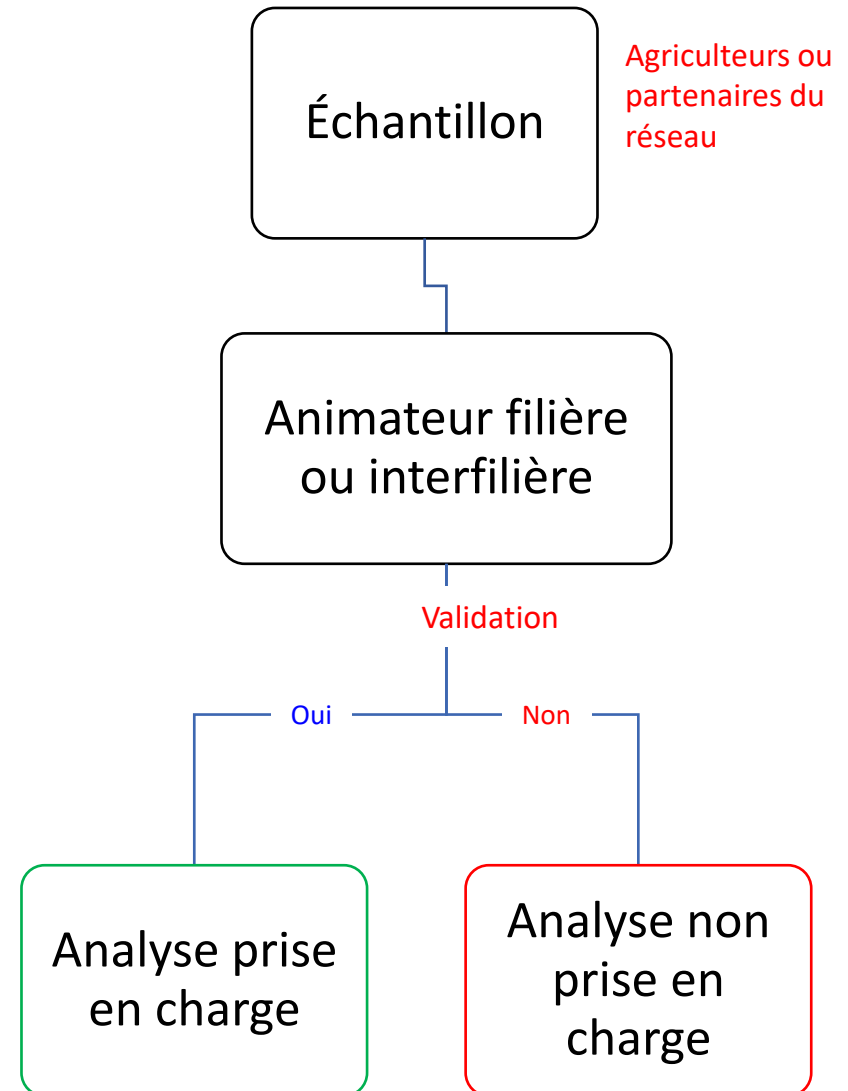 Échantillon
Agriculteurs ou
partenaires du
réseau
Animateur filière
ou interfilière
Validation
Oui
Non
Analyse prise
en charge
Analyse non
prise en
charge